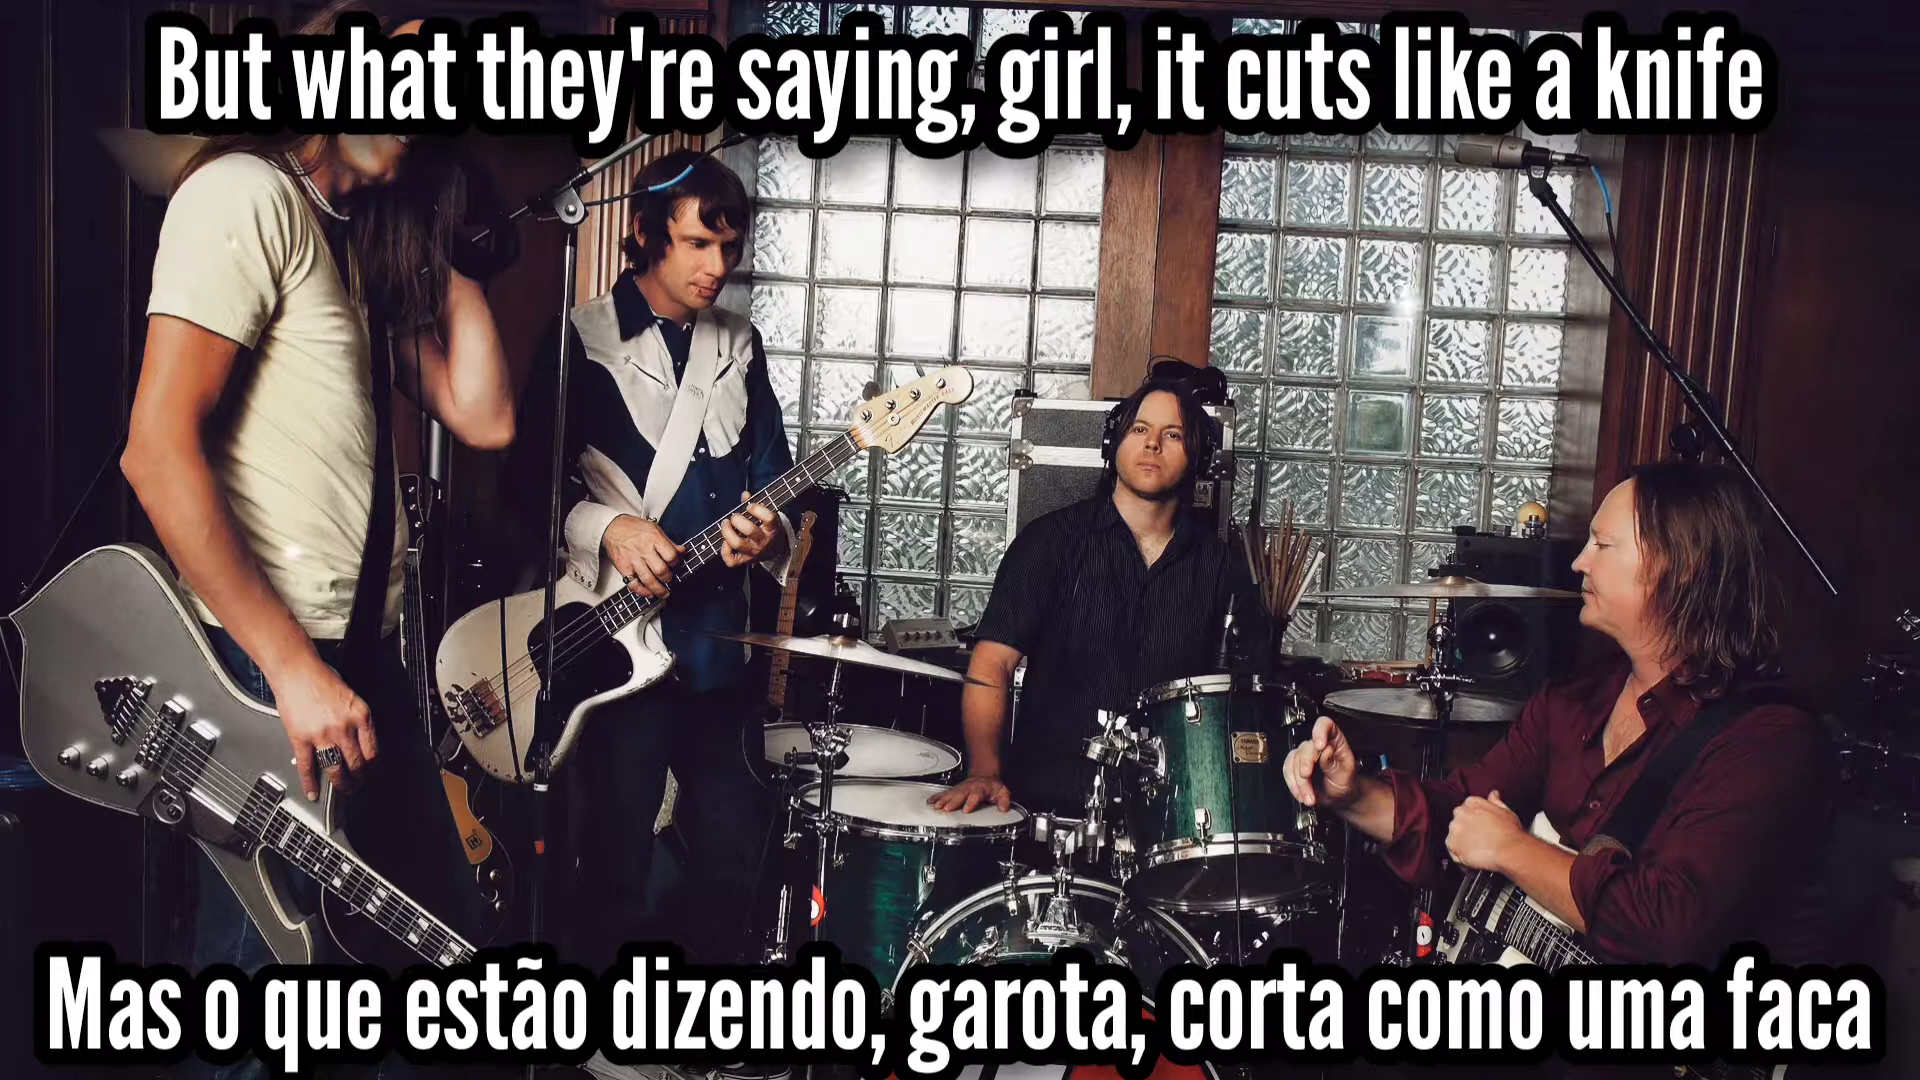 But what they're saying, girl, it cuts like a knife
Mas o que estão dizendo, garota, corta como uma faca